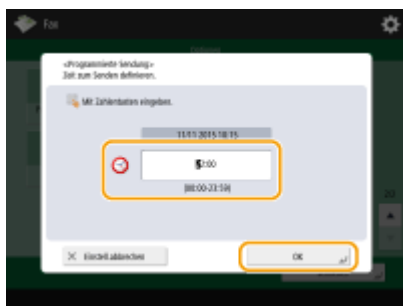 Fax
<Programmierte Sendung>
Zeit zum Senden definieren.
Mit Zahlentasten eingeben.
11/11 2015 10:15
:00
(00:00-23:59)
Einstell.abbrechen
OK
20